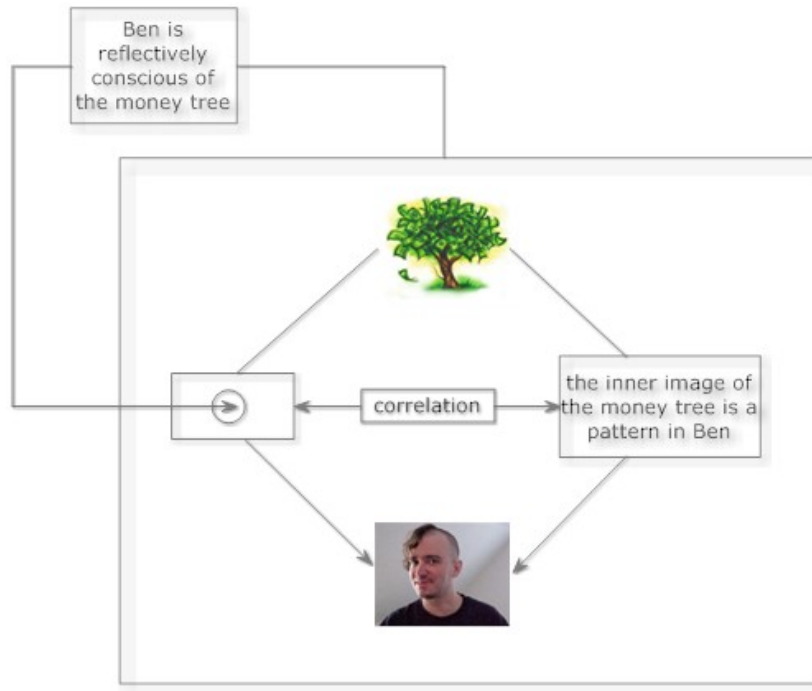 Ben is
reflectively
conscious of
the money tree
correlation
the inner image of
the money tree is a
pattern in Ben